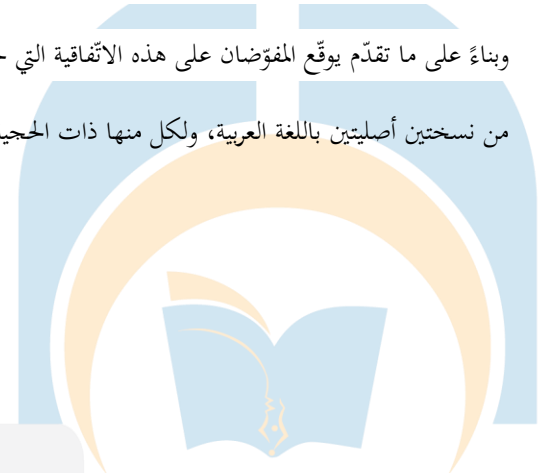 وبناءً على ما تقدّم يوقّع المفوّضان على هذه الاتّفاقية التي
من نسختين أصليتين باللغة العربية، ولكل منها ذات